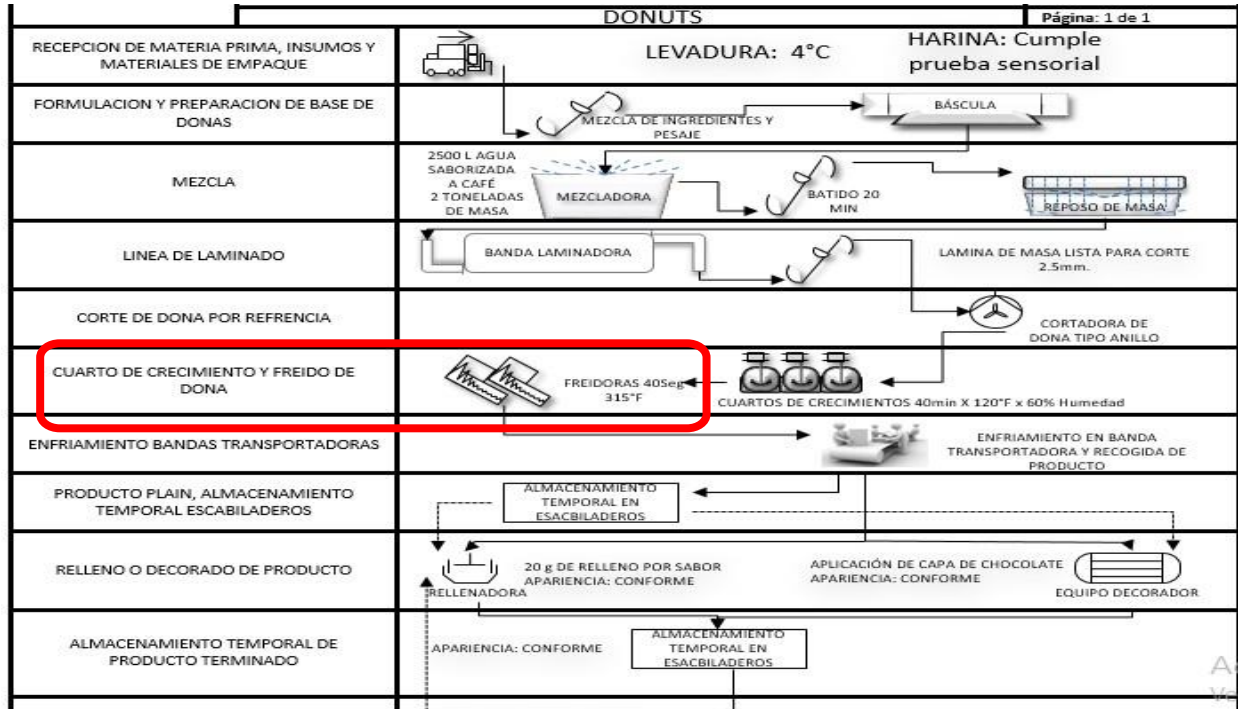 DONUTS
Página: 1 de 1
RECEPCION DE MATERIA PRIMA, INSUMOS Y
MATERIALES DE EMPAQUE
LEVADURA: 4°C
HARINA: Cumple
prueba sensorial
FORMULACION Y PREPARACION DE BASE DE
DONAS
MEZCLA DE INGREDIENTES Y
PESAJE
BÁSCULA
MEZCLA
2500 L AGUA
SABORIZADA
A CAFÉ
2 TONELADAS
DE MASA
MEZCLADORA
BATIDO 20
MIN
REPOSO DE MASA
LINEA DE LAMINADO
BANDA LAMINADORA
LAMINA DE MASA LISTA PARA CORTE
2.5mm.
CORTE DE DONA POR REFRENCIA
CORTADORA DE
DONA TIPO ANILLO
CUARTO DE CRECIMIENTO Y FREIDO DE
DONA
FREIDORAS 40Seg
315°F
CUARTOS DE CRECIMIENTOS 40min X 120°F x 60% Humedad
ENFRIAMIENTO BANDAS TRANSPORTADORAS
ENFRIAMIENTO EN BANDA
TRANSPORTADORA Y RECOGIDA DE
PRODUCTO
PRODUCTO PLAIN, ALMACENAMIENTO
TEMPORAL ESCABILADEROS
ALMACENAMIENTO
TEMPORAL EN
ESACBILADEROS
RELLENO O DECORADO DE PRODUCTO
RELLENADORA
20 g DE RELLENO POR SABOR
APARIENCIA: CONFORME
APLICACIÓN DE CAPA DE CHOCOLATE
APARIENCIA: CONFORME
EQUIPO DECORADOR
ALMACENAMIENTO TEMPORAL DE
PRODUCTO TERMINADO
APARIENCIA: CONFORME
ALMACENAMIENTO
TEMPORAL EN
ESACBILADEROS